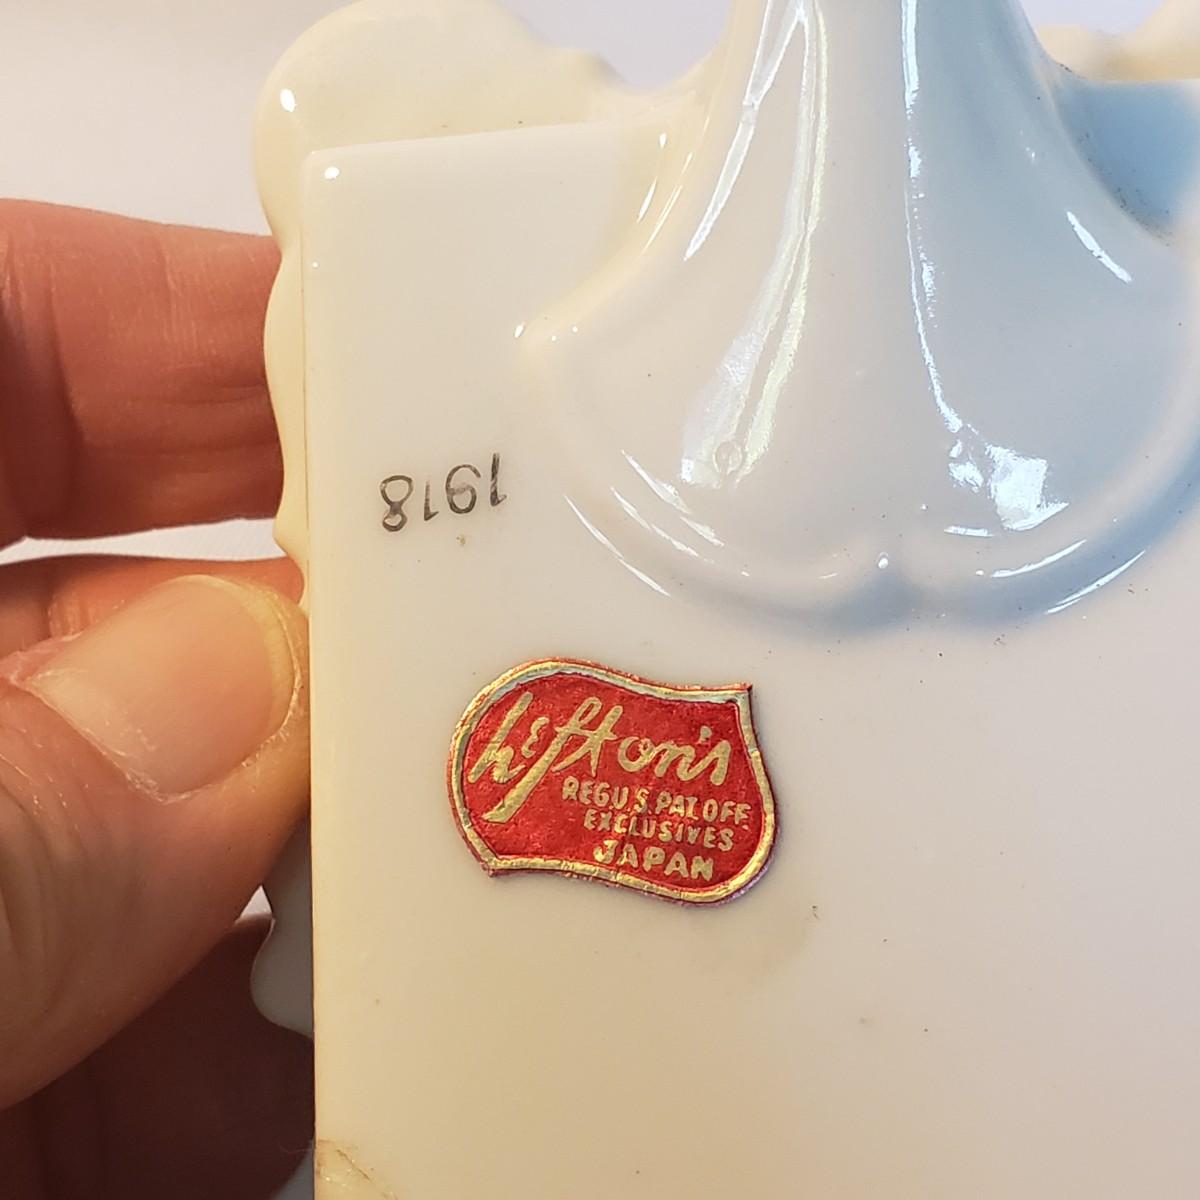 1918
Lefton's
REG.U.S.PAT.OFF.
EXCLUSIVES
JAPAN